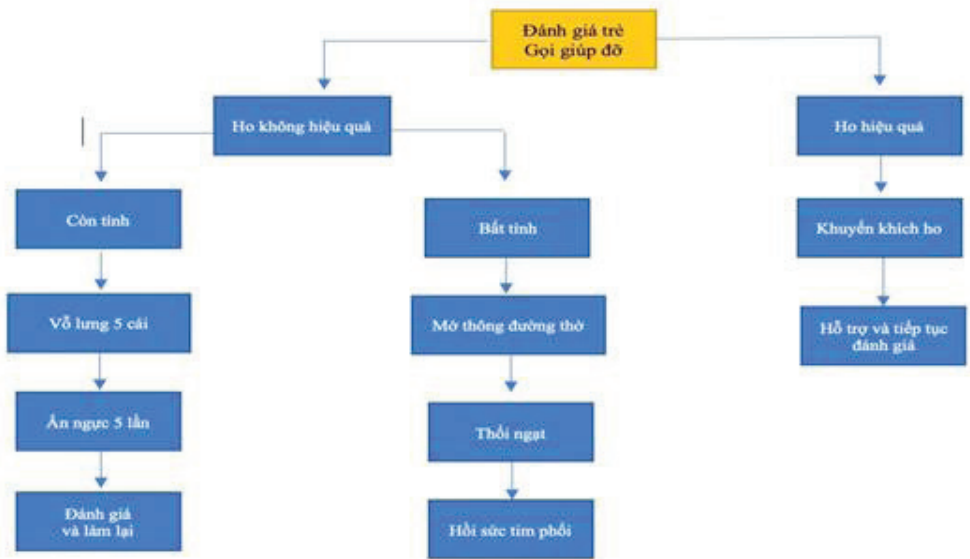 Đánh giá trẻ
Gọi giúp đỡ
Ho không hiệu quả
Ho hiệu quả
Còn tỉnh
Bất tỉnh
Khuyến khích ho
Vỗ lưng 5 cái
Mở thông đường thở
Hỗ trợ và tiếp tục
đánh giá
Ấn ngực 5 lần
Thổi ngạt
Đánh giá
và làm lại
Hồi sức tim phổi